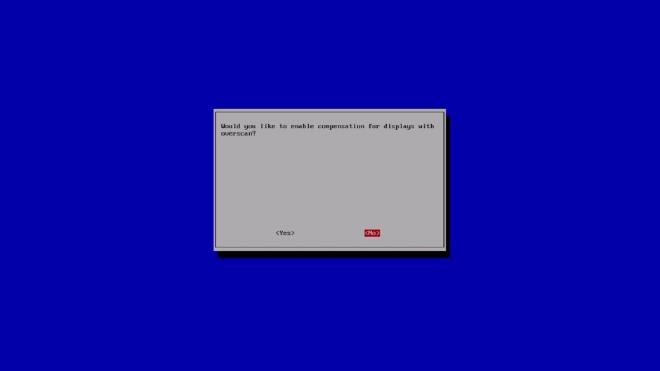 Would you like to enable compensation for displays with
overscan?
<Yes> <No>